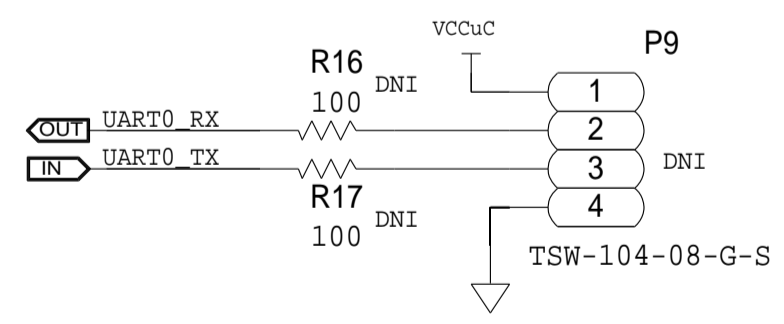 VCCuC
P9
R16
DNI
100
1
OUT
UART0_RX
2
IN
UART0_TX
3
DNI
R17
DNI
100
4
TSW-104-08-G-S